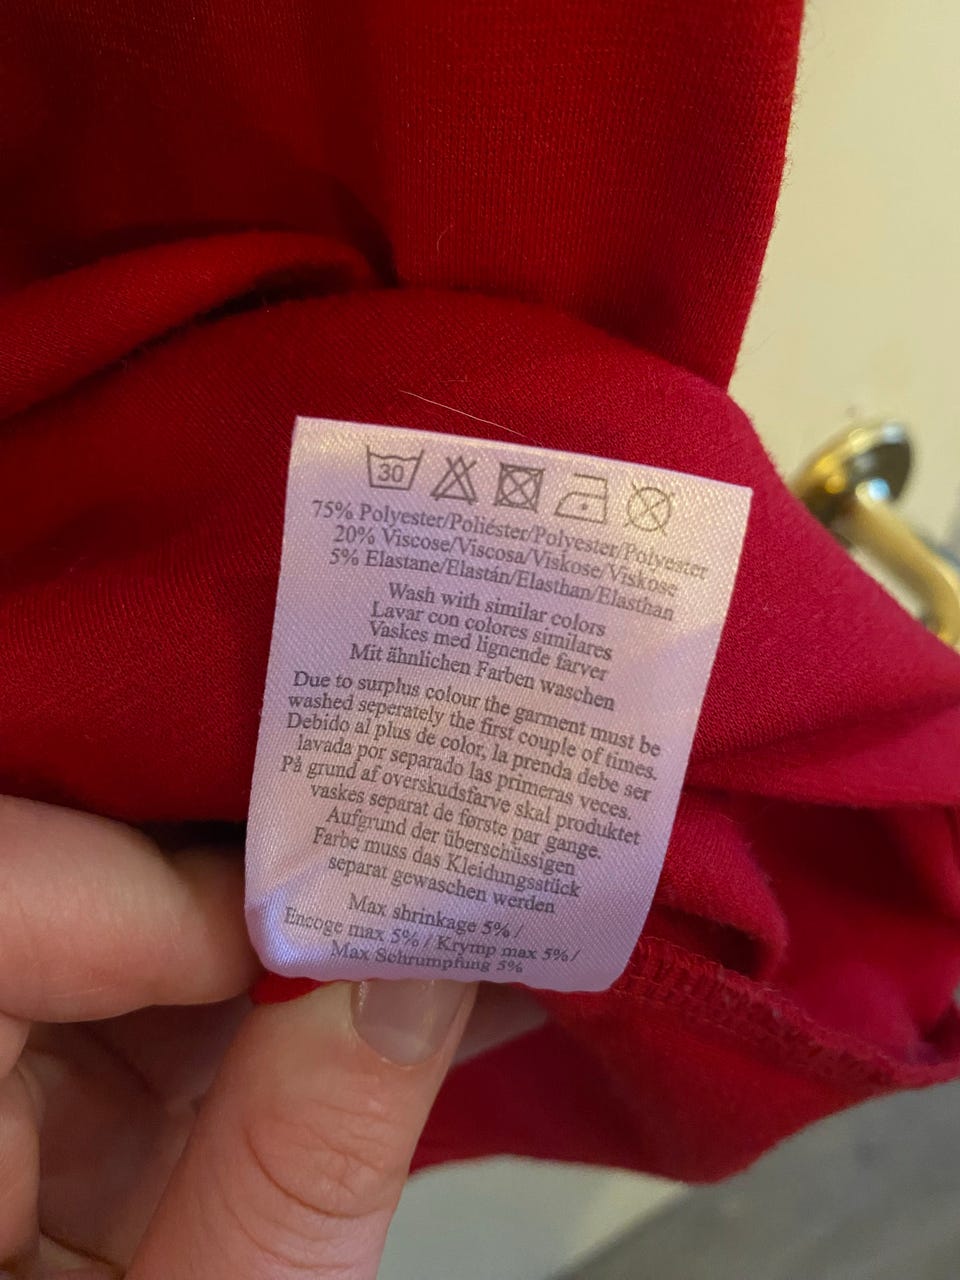 30
75% Polyester/Poliéster/Polyester/Polyester
20% Viscose/Viscosa/Viskose/Viskose
5% Elastane/Elastán/Elasthan/Elasthan
Wash with similar colors
Lavar con colores similares
Vaskes med lignende farver
Mit ähnlichen Farben waschen
Due to surplus colour the garment must be
washed seperately the first couple of times.
Debido al plus de color, la prenda debe ser
lavada por separado las primeras veces.
På grund af overskudsfarve skal produktet
vaskes separat de første par gange.
Aufgrund der überschüssigen
Farbe muss das Kleidungsstück
separat gewaschen werden
Max shrinkage 5% /
Encoge max 5% / Krymp max 5% /
Max Schrumpfung 5%